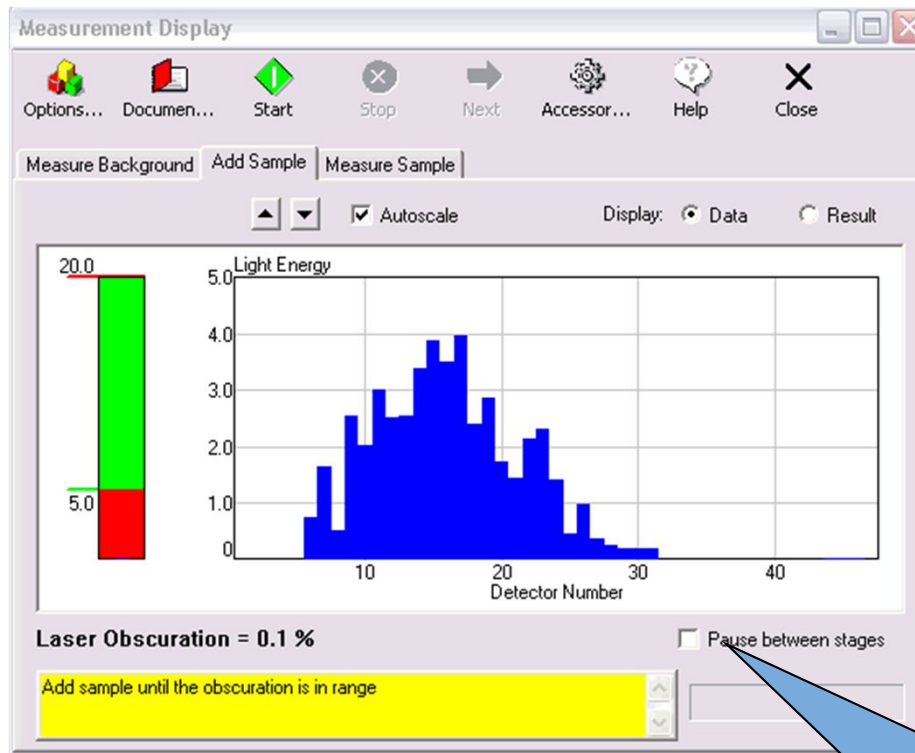 Measurement Display
Options... Documen... Start Stop Next Accessor... Help Close
Measure Background Add Sample Measure Sample
Autoscale Display: Data Result
20.0
5.0
Light Energy
5.0
4.0
3.0
2.0
1.0
0
10 20 30 40
Detector Number
Laser Obscuration = 0.1 %
Pause between stages
Add sample until the obscuration is in range